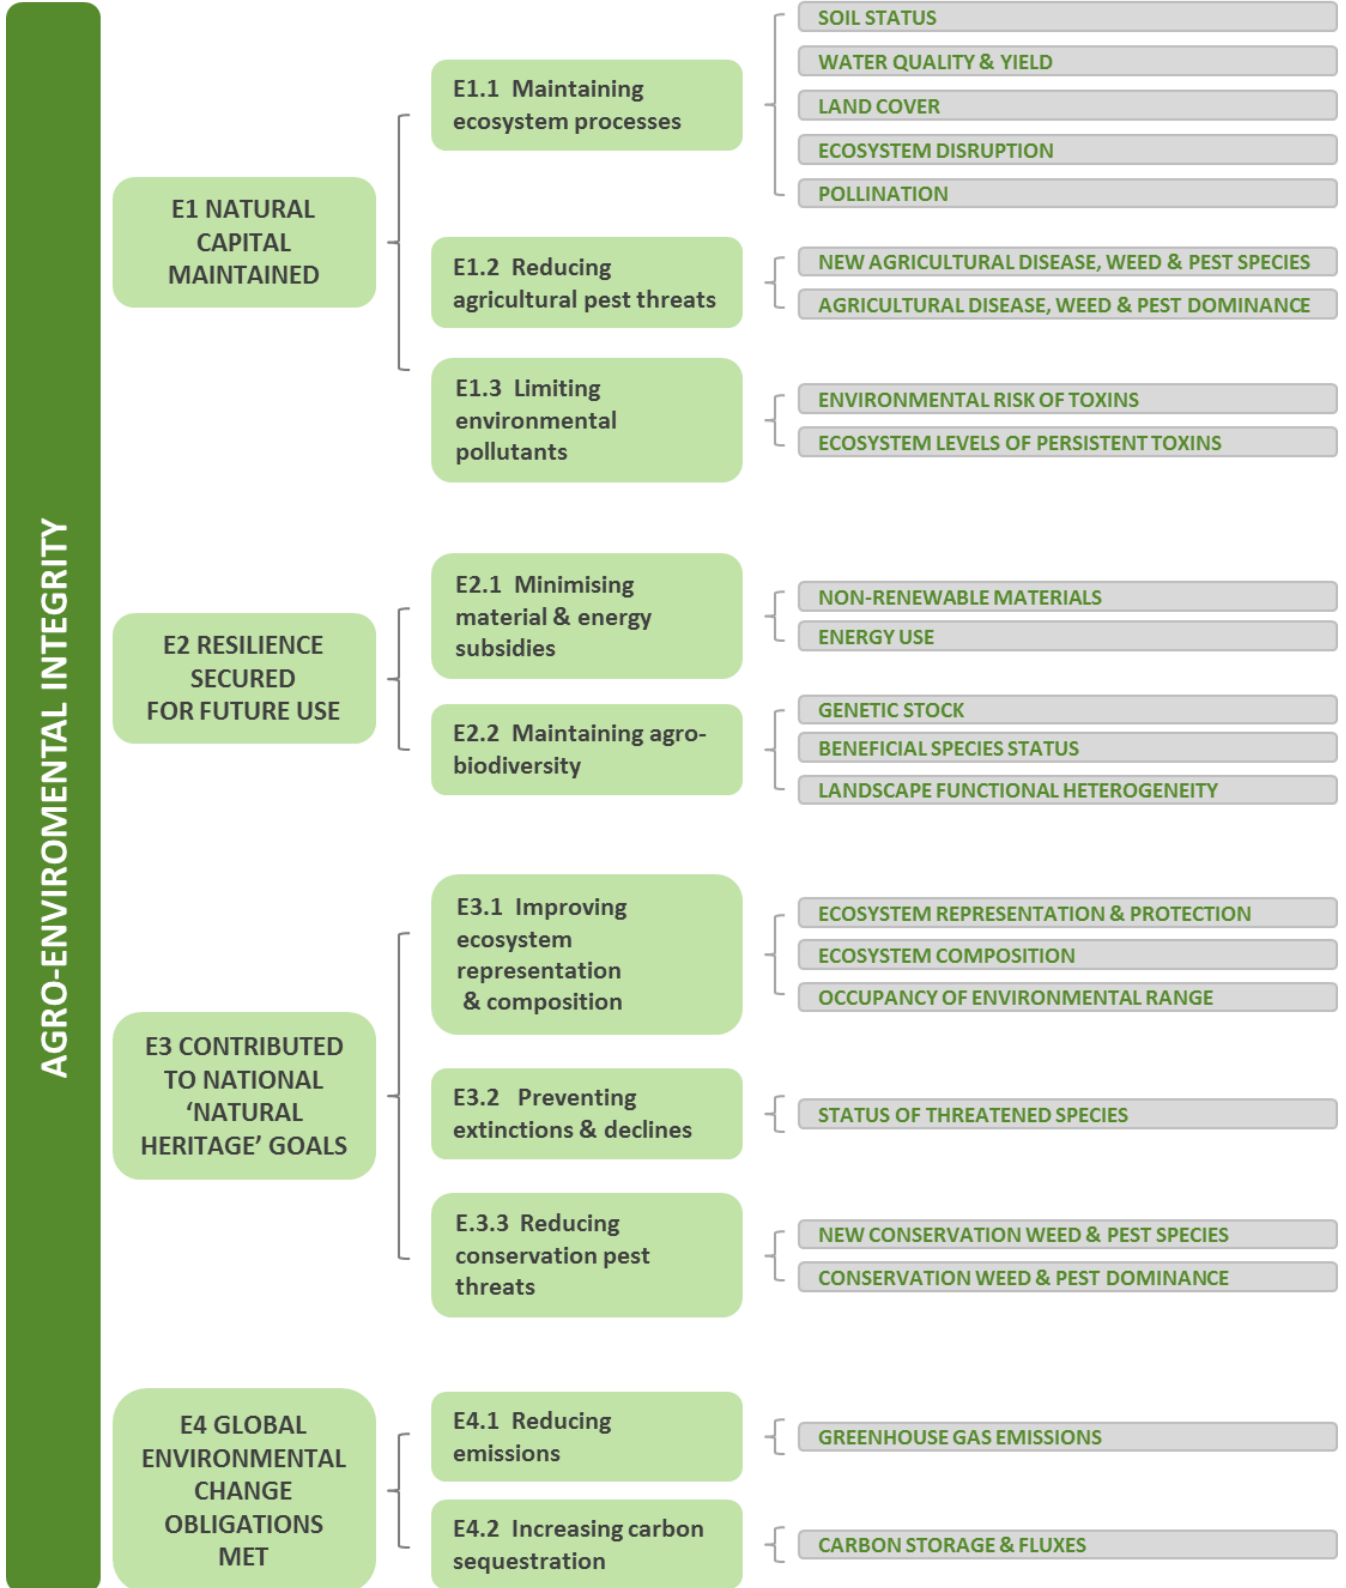 AGRO-ENVIROMENTAL INTEGRITY
E1 NATURAL
CAPITAL
MAINTAINED
E1.1 Maintaining
ecosystem processes
SOIL STATUS
WATER QUALITY & YIELD
LAND COVER
ECOSYSTEM DISRUPTION
POLLINATION
E1.2 Reducing
agricultural pest threats
NEW AGRICULTURAL DISEASE, WEED & PEST SPECIES
AGRICULTURAL DISEASE, WEED & PEST DOMINANCE
E1.3 Limiting
environmental
pollutants
ENVIRONMENTAL RISK OF TOXINS
ECOSYSTEM LEVELS OF PERSISTENT TOXINS
E2 RESILIENCE
SECURED
FOR FUTURE USE
E2.1 Minimising
material & energy
subsidies
NON-RENEWABLE MATERIALS
ENERGY USE
E2.2 Maintaining agro-
biodiversity
GENETIC STOCK
BENEFICIAL SPECIES STATUS
LANDSCAPE FUNCTIONAL HETEROGENEITY
E3 CONTRIBUTED
TO NATIONAL
‘NATURAL
HERITAGE’ GOALS
E3.1 Improving
ecosystem
representation
& composition
ECOSYSTEM REPRESENTATION & PROTECTION
ECOSYSTEM COMPOSITION
OCCUPANCY OF ENVIRONMENTAL RANGE
E3.2 Preventing
extinctions & declines
STATUS OF THREATENED SPECIES
E.3.3 Reducing
conservation pest
threats
NEW CONSERVATION WEED & PEST SPECIES
CONSERVATION WEED & PEST DOMINANCE
E4 GLOBAL
ENVIRONMENTAL
CHANGE
OBLIGATIONS
MET
E4.1 Reducing
emissions
GREENHOUSE GAS EMISSIONS
E4.2 Increasing carbon
sequestration
CARBON STORAGE & FLUXES